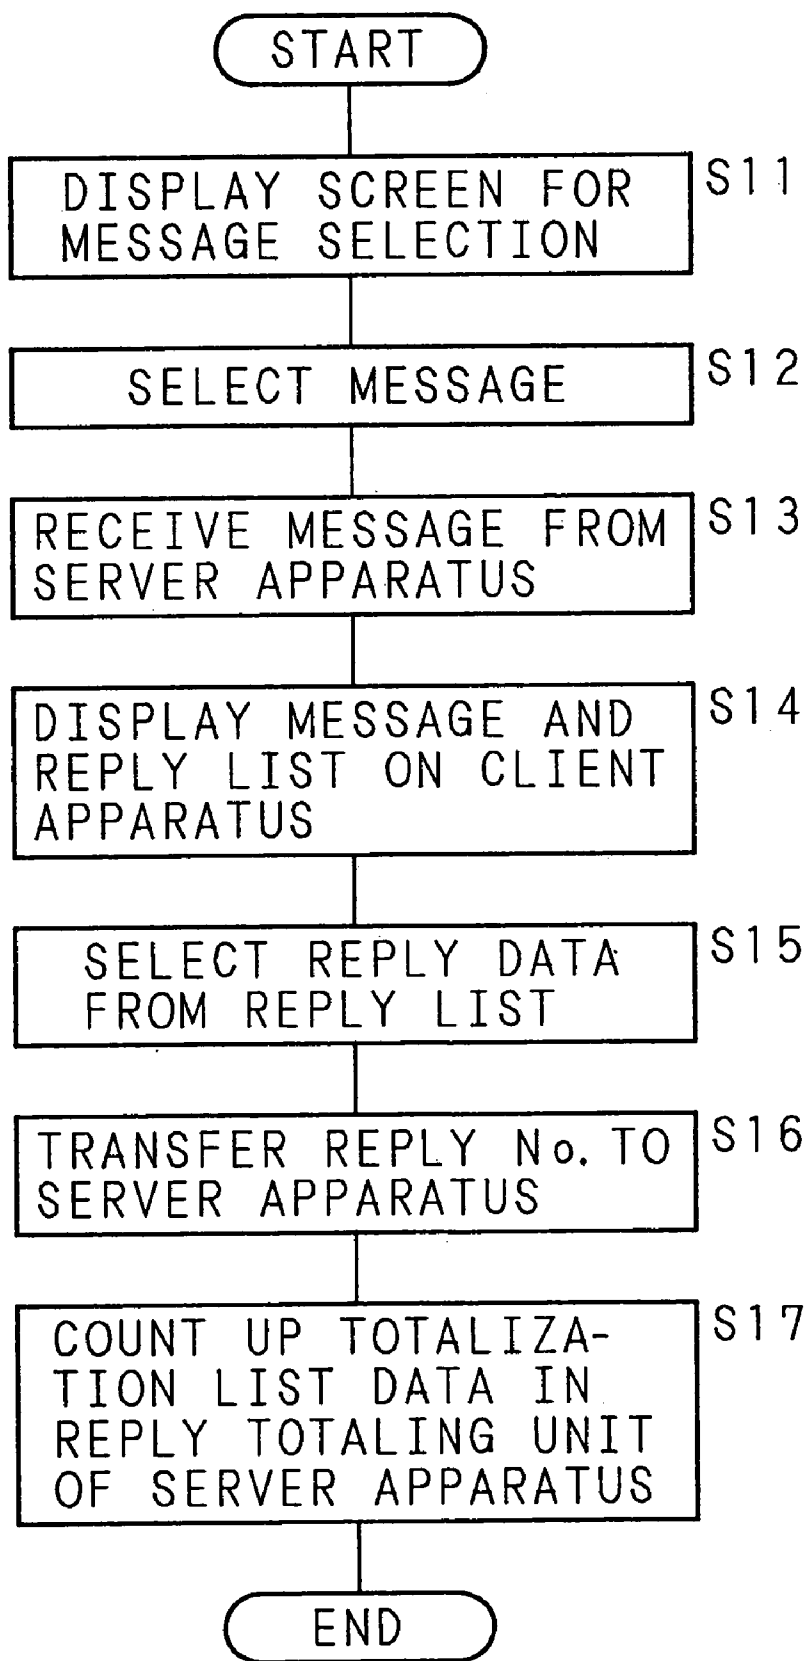 START
S11
DISPLAY SCREEN FOR
MESSAGE SELECTION
S12
SELECT MESSAGE
S13
RECEIVE MESSAGE FROM
SERVER APPARATUS
S14
DISPLAY MESSAGE AND
REPLY LIST ON CLIENT
APPARATUS
S15
SELECT REPLY DATA
FROM REPLY LIST
S16
TRANSFER REPLY No. TO
SERVER APPARATUS
S17
COUNT UP TOTALIZA-
TION LIST DATA IN
REPLY TOTALING UNIT
OF SERVER APPARATUS
END